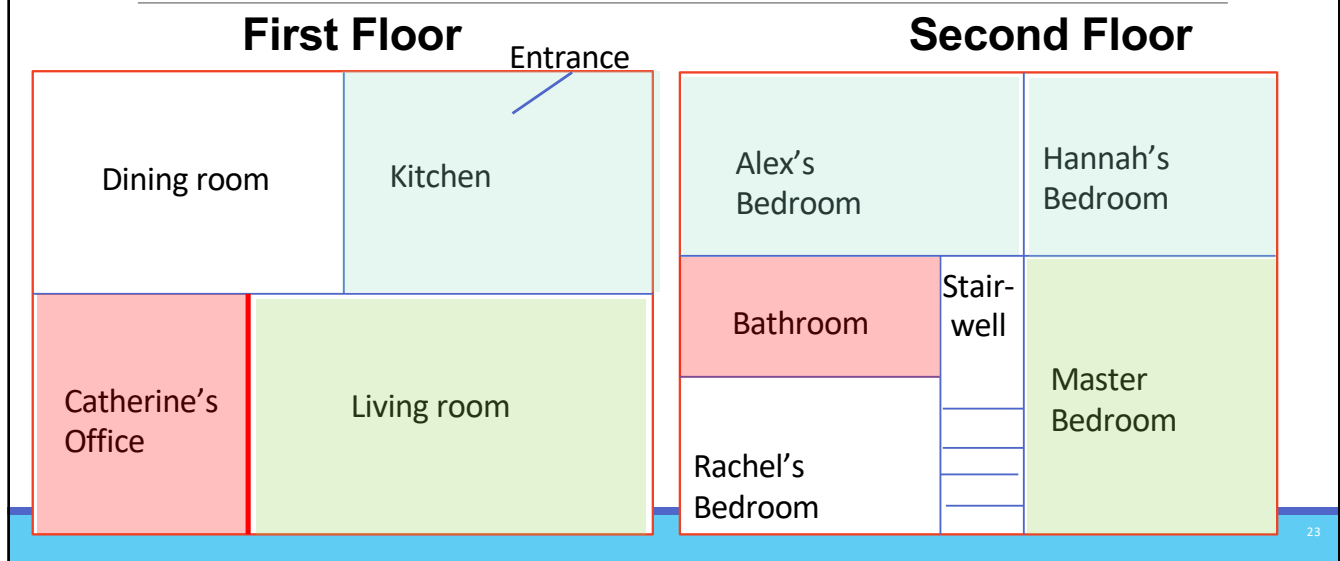 First Floor
Entrance
Dining room
Kitchen
Catherine's
Office
Living room
Second Floor
Alex’s
Bedroom
Hannah’s
Bedroom
Bathroom
Stair-
well
Master
Bedroom
Rachel’s
Bedroom
23